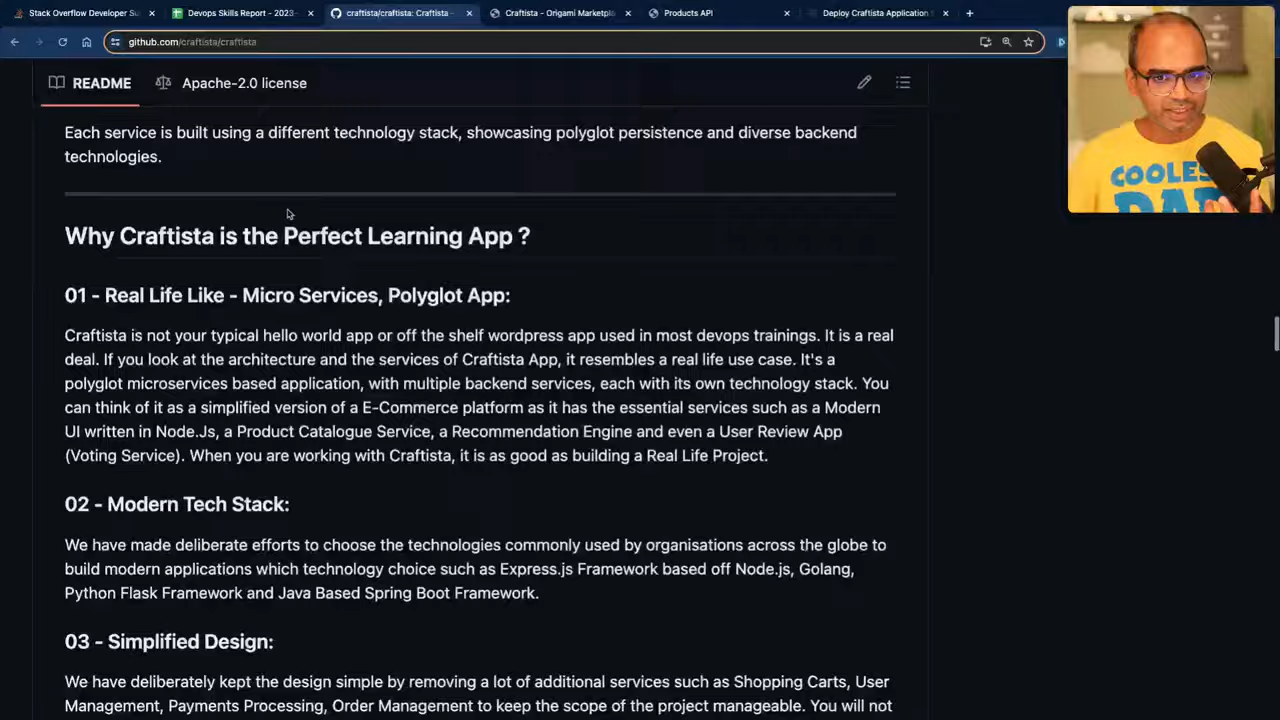 Stack Overflow Developer Su
Devops Skills Report - 2023
craftista/craftista: Craftista -
Craftista - Origami Marketpl
Products API
Deploy Craftista Application
github.com/craftista/craftista
README
Apache-2.0 license
Each service is built using a different technology stack, showcasing polyglot persistence and diverse backend
technologies.
Why Craftista is the Perfect Learning App ?
01 - Real Life Like - Micro Services, Polyglot App:
Craftista is not your typical hello world app or off the shelf wordpress app used in most devops trainings. It is a real
deal. If you look at the architecture and the services of Craftista App, it resembles a real life use case. It's a
polyglot microservices based application, with multiple backend services, each with its own technology stack. You
can think of it as a simplified version of a E-Commerce platform as it has the essential services such as a Modern
UI written in Node.Js, a Product Catalogue Service, a Recommendation Engine and even a User Review App
(Voting Service). When you are working with Craftista, it is as good as building a Real Life Project.
02 - Modern Tech Stack:
We have made deliberate efforts to choose the technologies commonly used by organisations across the globe to
build modern applications which technology choice such as Express.js Framework based off Node.js, Golang,
Python Flask Framework and Java Based Spring Boot Framework.
03 - Simplified Design:
We have deliberately kept the design simple by removing a lot of additional services such as Shopping Carts, User
Management, Payments Processing, Order Management to keep the scope of the project manageable. You will not
COOLES
DAD